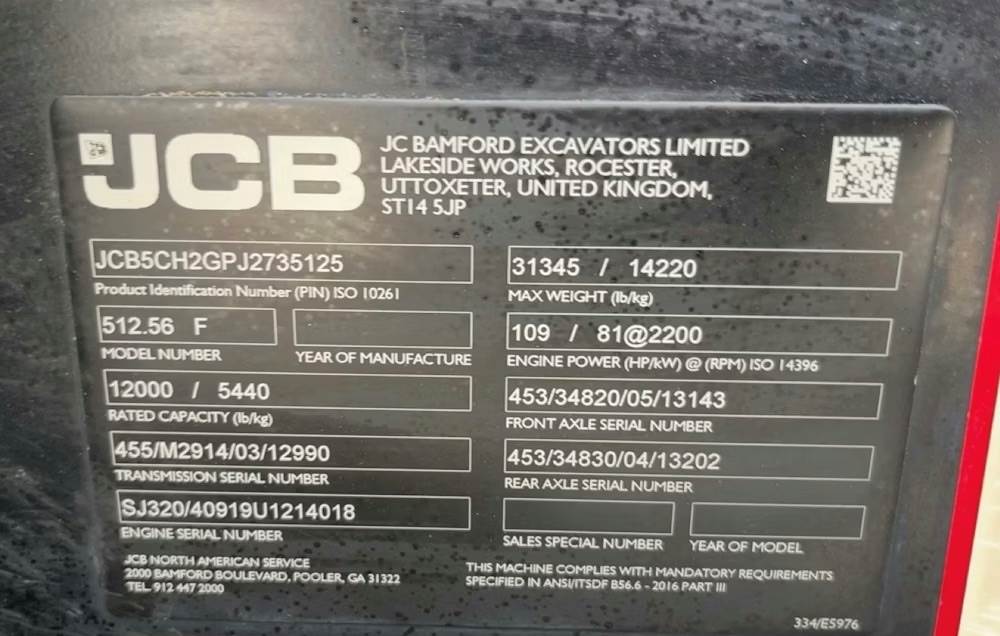 JCB
JC BAMFORD EXCAVATORS LIMITED
LAKESIDE WORKS, ROCESTER,
UTTOXETER, UNITED KINGDOM,
ST14 5JP
JCB5CH2GPJ2735125
Product Identification Number (PIN) ISO 10261
31345 / 14220
MAX WEIGHT (lb/kg)
512.56 F
MODEL NUMBER
YEAR OF MANUFACTURE
109 / 81@2200
ENGINE POWER (HP/kW) @ (RPM) ISO 14396
12000 / 5440
RATED CAPACITY (lb/kg)
453/34820/05/13143
FRONT AXLE SERIAL NUMBER
455/M2914/03/12990
TRANSMISSION SERIAL NUMBER
453/34830/04/13202
REAR AXLE SERIAL NUMBER
SJ320/40919U1214018
ENGINE SERIAL NUMBER
SALES SPECIAL NUMBER
YEAR OF MODEL
JCB NORTH AMERICAN SERVICE
2000 BAMFORD BOULEVARD, POOLER, GA 31322
TEL. 912 447 2000
THIS MACHINE COMPLIES WITH MANDATORY REQUIREMENTS
SPECIFIED IN ANSI/ITSDF B56.6 - 2016 PART III
334/E5976